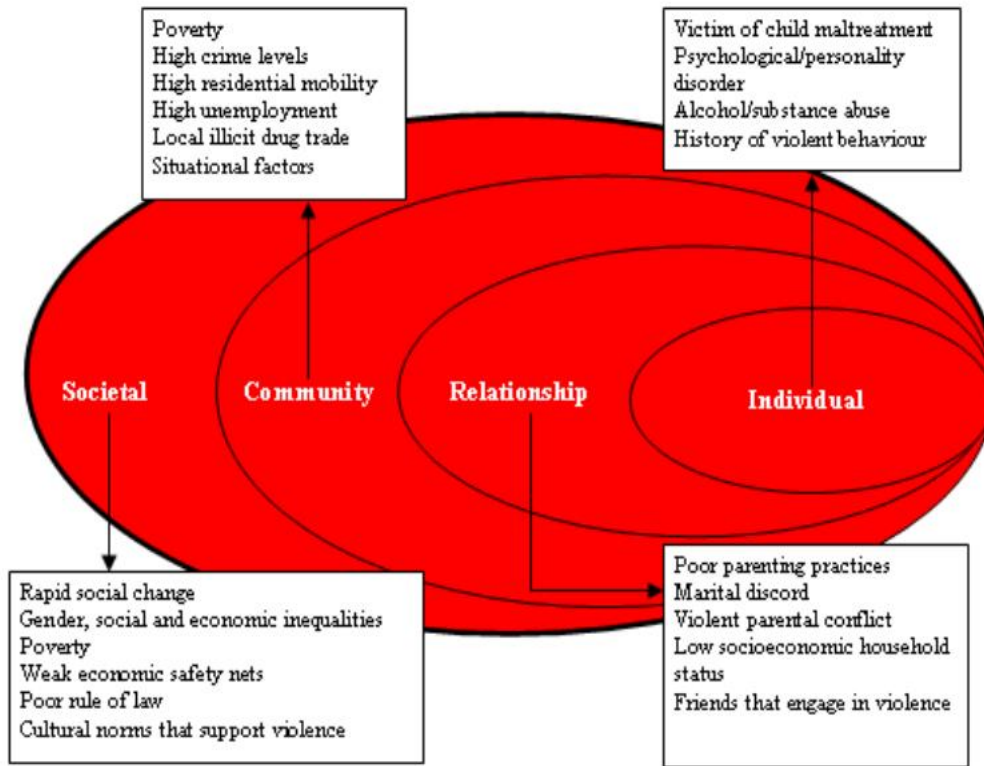 Poverty
High crime levels
High residential mobility
High unemployment
Local illicit drug trade
Situational factors
Victim of child maltreatment
Psychological/personality
disorder
Alcohol/substance abuse
History of violent behaviour
Societal
Community
Relationship
Individual
Rapid social change
Gender, social and economic inequalities
Poverty
Weak economic safety nets
Poor rule of law
Cultural norms that support violence
Poor parenting practices
Marital discord
Violent parental conflict
Low socioeconomic household
status
Friends that engage in violence